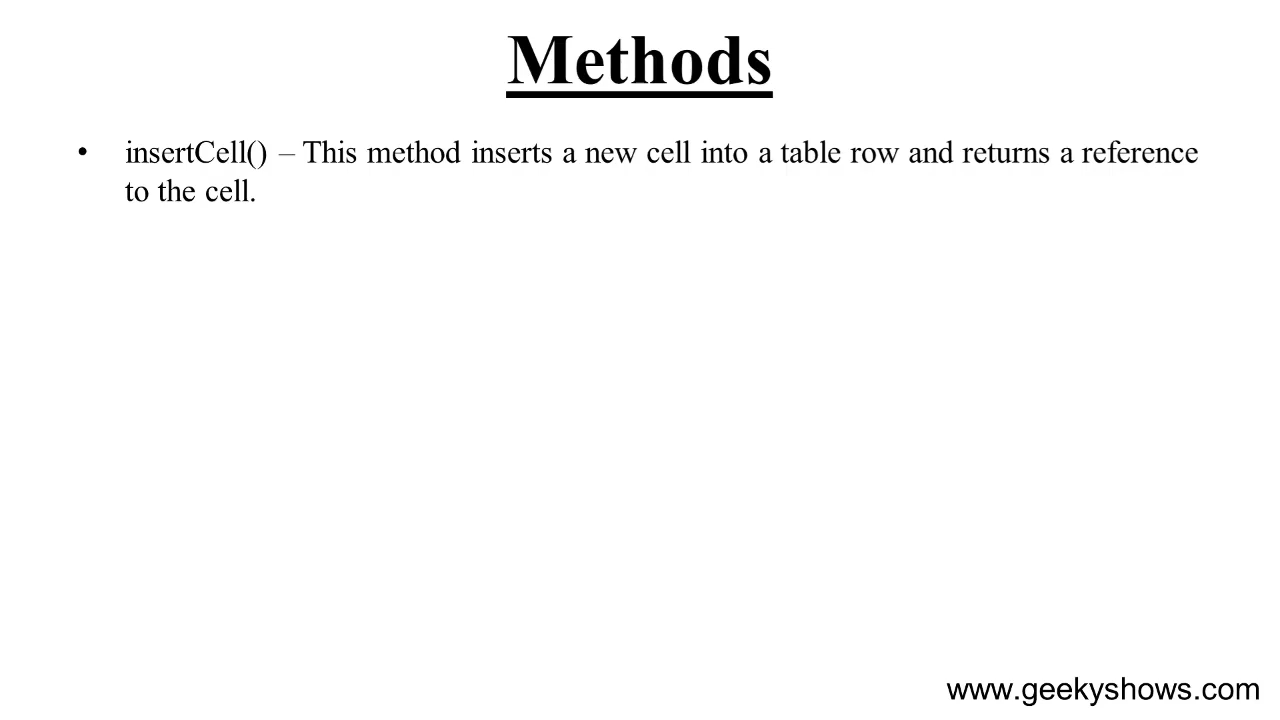 Methods
• insertCell() – This method inserts a new cell into a table row and returns a reference
to the cell.
www.geekyshows.com